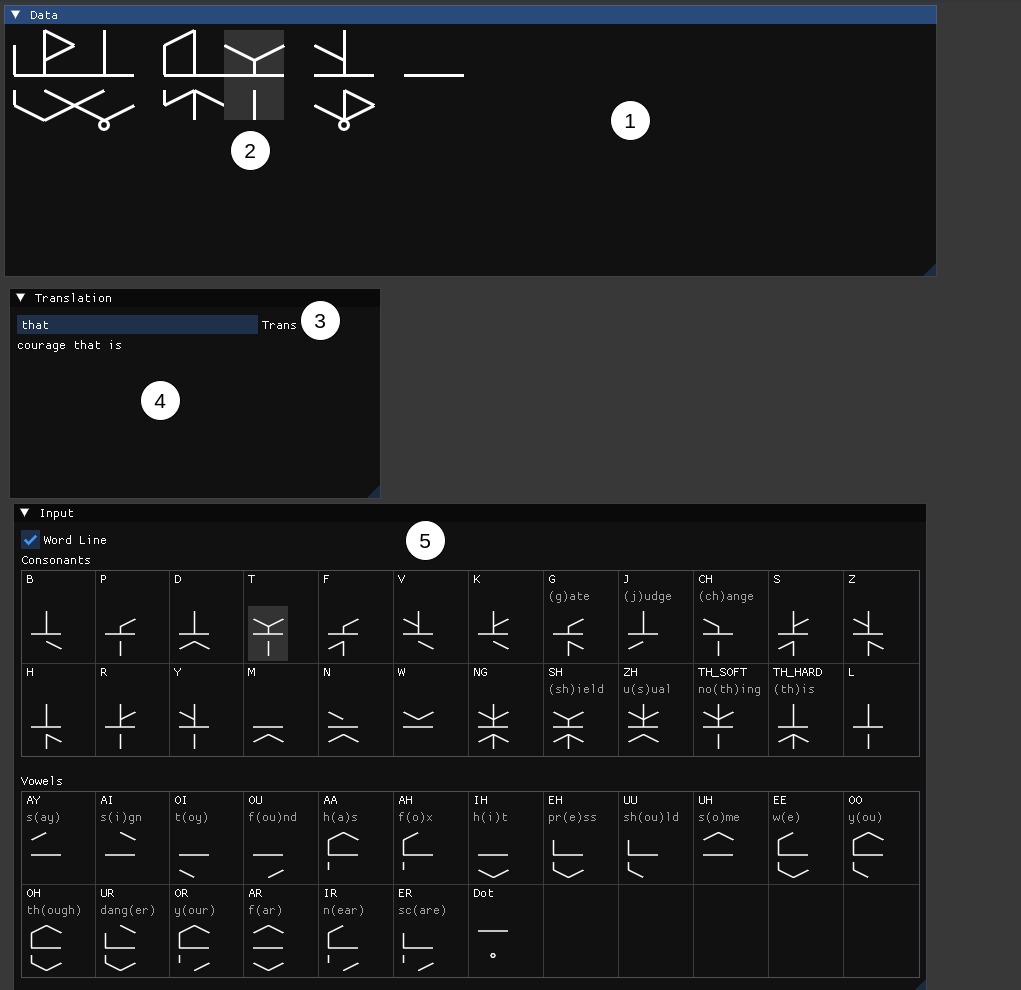 Data
1
2
Translation
that Trans
3
courage that is
4
Input
Word Line
5
Consonants
B P D T F V K G J CH S Z
(g)ate (j)udge (ch)ange
H R Y M N W NG SH ZH TH_SOFT TH_HARD L
(sh)ield u(s)ual no(th)ing (th)is
Vowels
AY AI OI OU AA AH IH EH UU UH EE OO
s(ay) s(i)gn t(oy) f(ou)nd h(a)s f(o)x h(i)t pr(e)ss sh(ou)ld s(o)me w(e) y(ou)
OH UR OR AR IR ER Dot
th(ough) dang(er) y(our) f(ar) n(ear) sc(are)